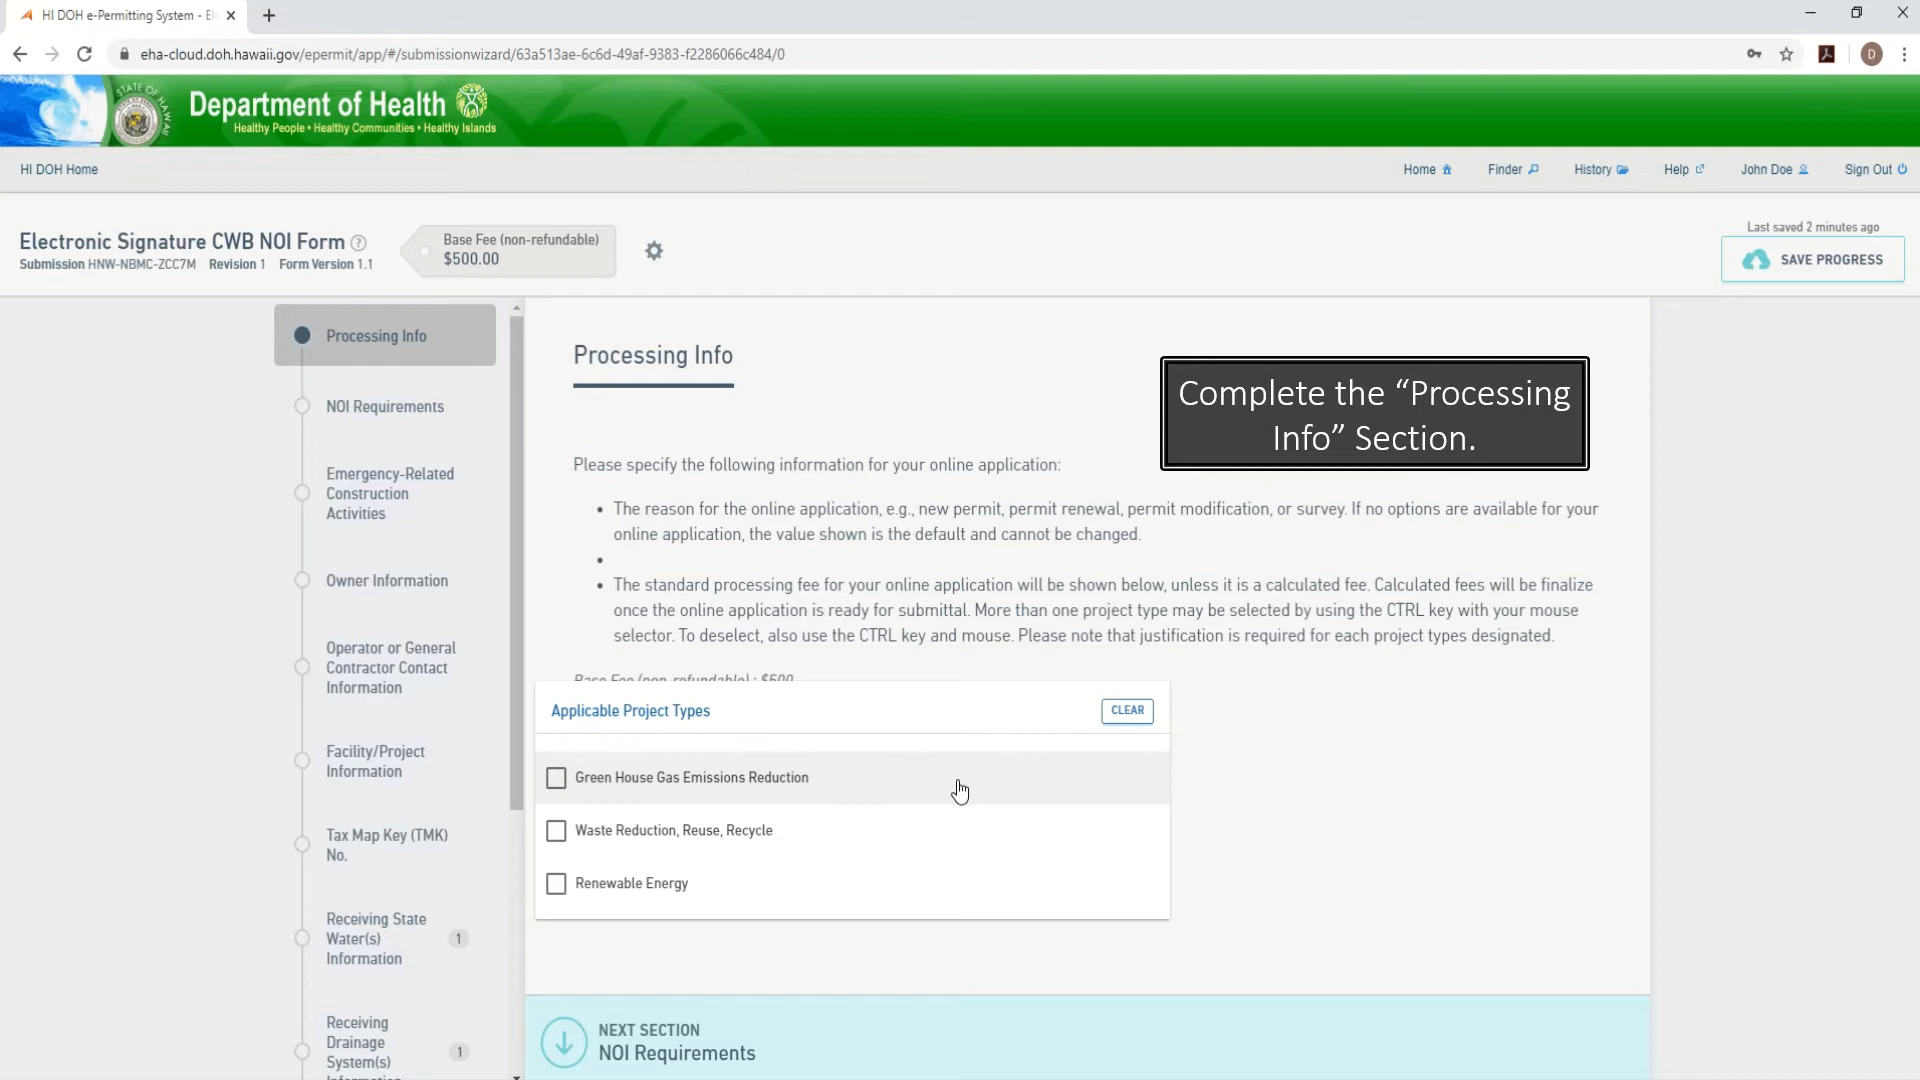 HI DOH e-Permitting System - El
eha-cloud.doh.hawaii.gov/epermit/app/#/submissionwizard/63a513ae-6c6d-49af-9383-f2286066c484/0
D
STATE OF HAWAII
Department of Health
Healthy People • Healthy Communities • Healthy Islands
HI DOH Home
Home
Finder
History
Help
John Doe
Sign Out
Electronic Signature CWB NOI Form ?
Submission HNW-NBMC-ZCC7M Revision 1 Form Version 1.1
Base Fee (non-refundable)
$500.00
Last saved 2 minutes ago
SAVE PROGRESS
Processing Info
NOI Requirements
Emergency-Related
Construction
Activities
Owner Information
Operator or General
Contractor Contact
Information
Facility/Project
Information
Tax Map Key (TMK)
No.
Receiving State
Water(s)
Information
1
Receiving
Drainage
System(s)
Information
1
Processing Info
Complete the “Processing
Info” Section.
Please specify the following information for your online application:
• The reason for the online application, e.g., new permit, permit renewal, permit modification, or survey. If no options are available for your
online application, the value shown is the default and cannot be changed.
•
• The standard processing fee for your online application will be shown below, unless it is a calculated fee. Calculated fees will be finalize
once the online application is ready for submittal. More than one project type may be selected by using the CTRL key with your mouse
selector. To deselect, also use the CTRL key and mouse. Please note that justification is required for each project types designated.
Base Fee (non-refundable) : $500
Applicable Project Types
CLEAR
Green House Gas Emissions Reduction
Waste Reduction, Reuse, Recycle
Renewable Energy
NEXT SECTION
NOI Requirements